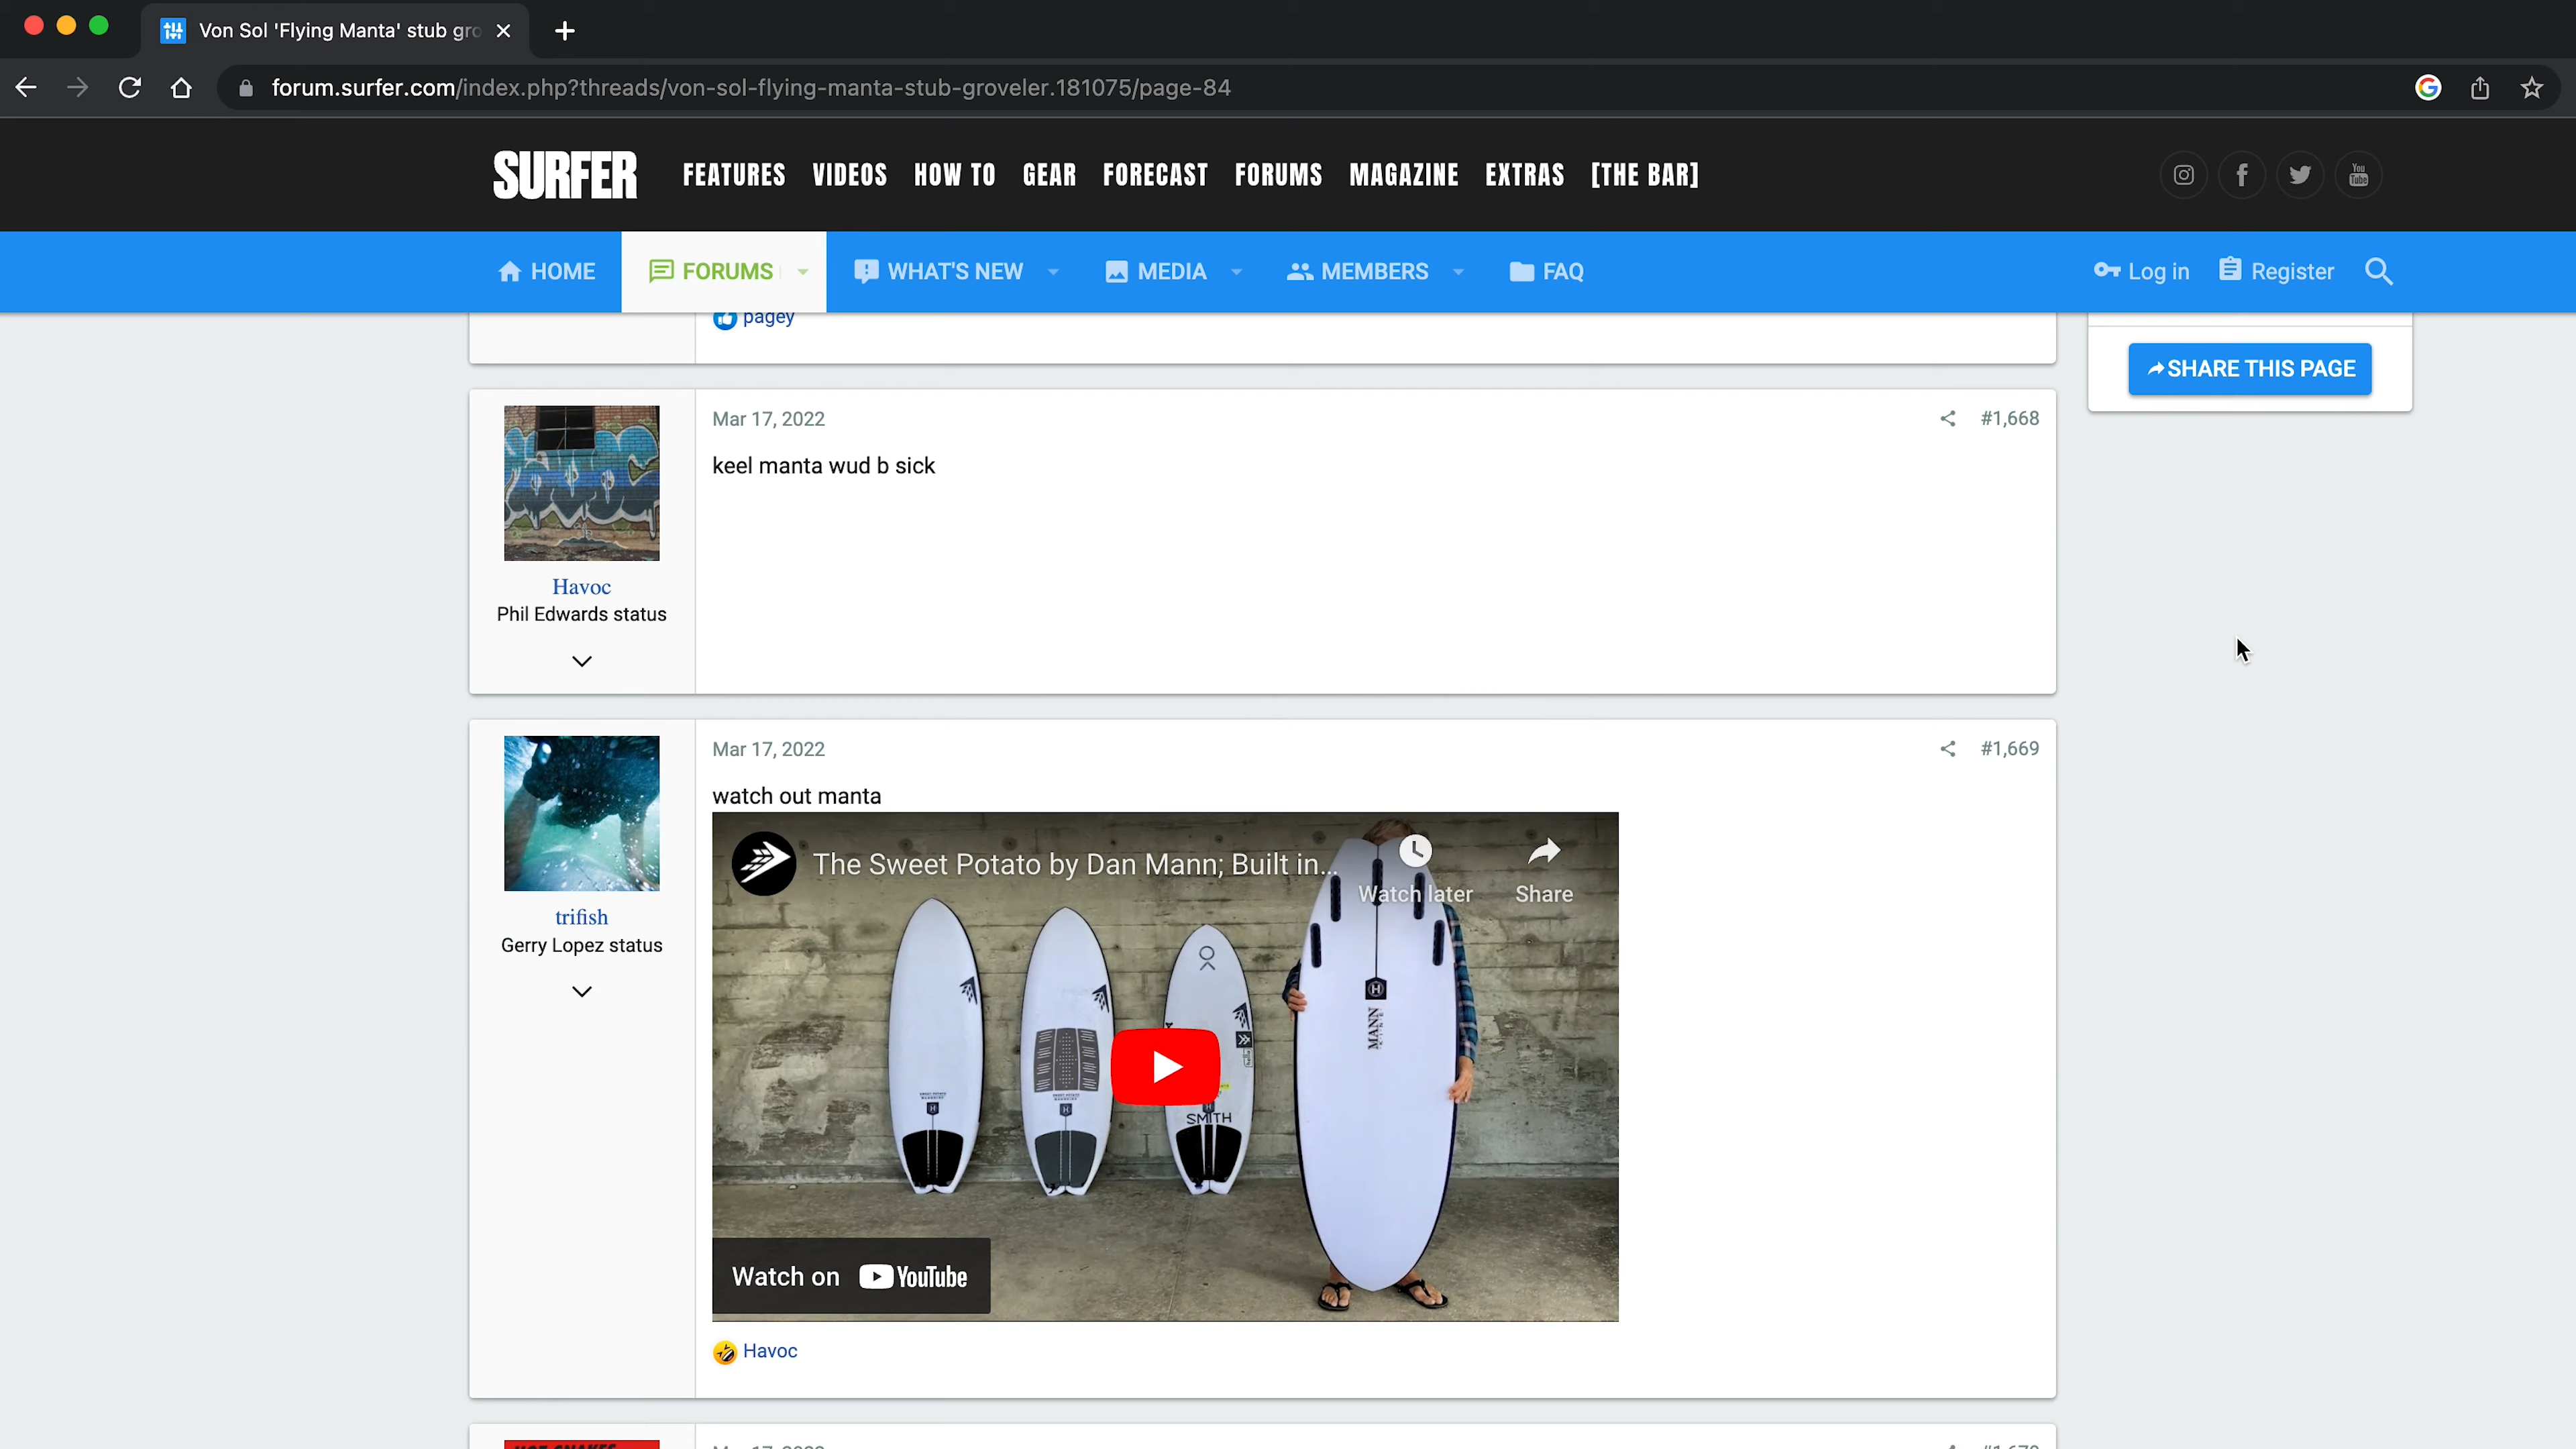 Von Sol 'Flying Manta' stub gro
forum.surfer.com/index.php?threads/von-sol-flying-manta-stub-groveler.181075/page-84
SURFER FEATURES VIDEOS HOW TO GEAR FORECAST FORUMS MAGAZINE EXTRAS [THE BAR]
You Tube
HOME FORUMS WHAT'S NEW MEDIA MEMBERS FAQ Log in Register
pagey
SHARE THIS PAGE
Mar 17, 2022 #1,668
keel manta wud b sick
Havoc
Phil Edwards status
Mar 17, 2022 #1,669
watch out manta
The Sweet Potato by Dan Mann; Built in...
Watch later Share
trifish
Gerry Lopez status
MANN
SMITH
Watch on YouTube
Havoc